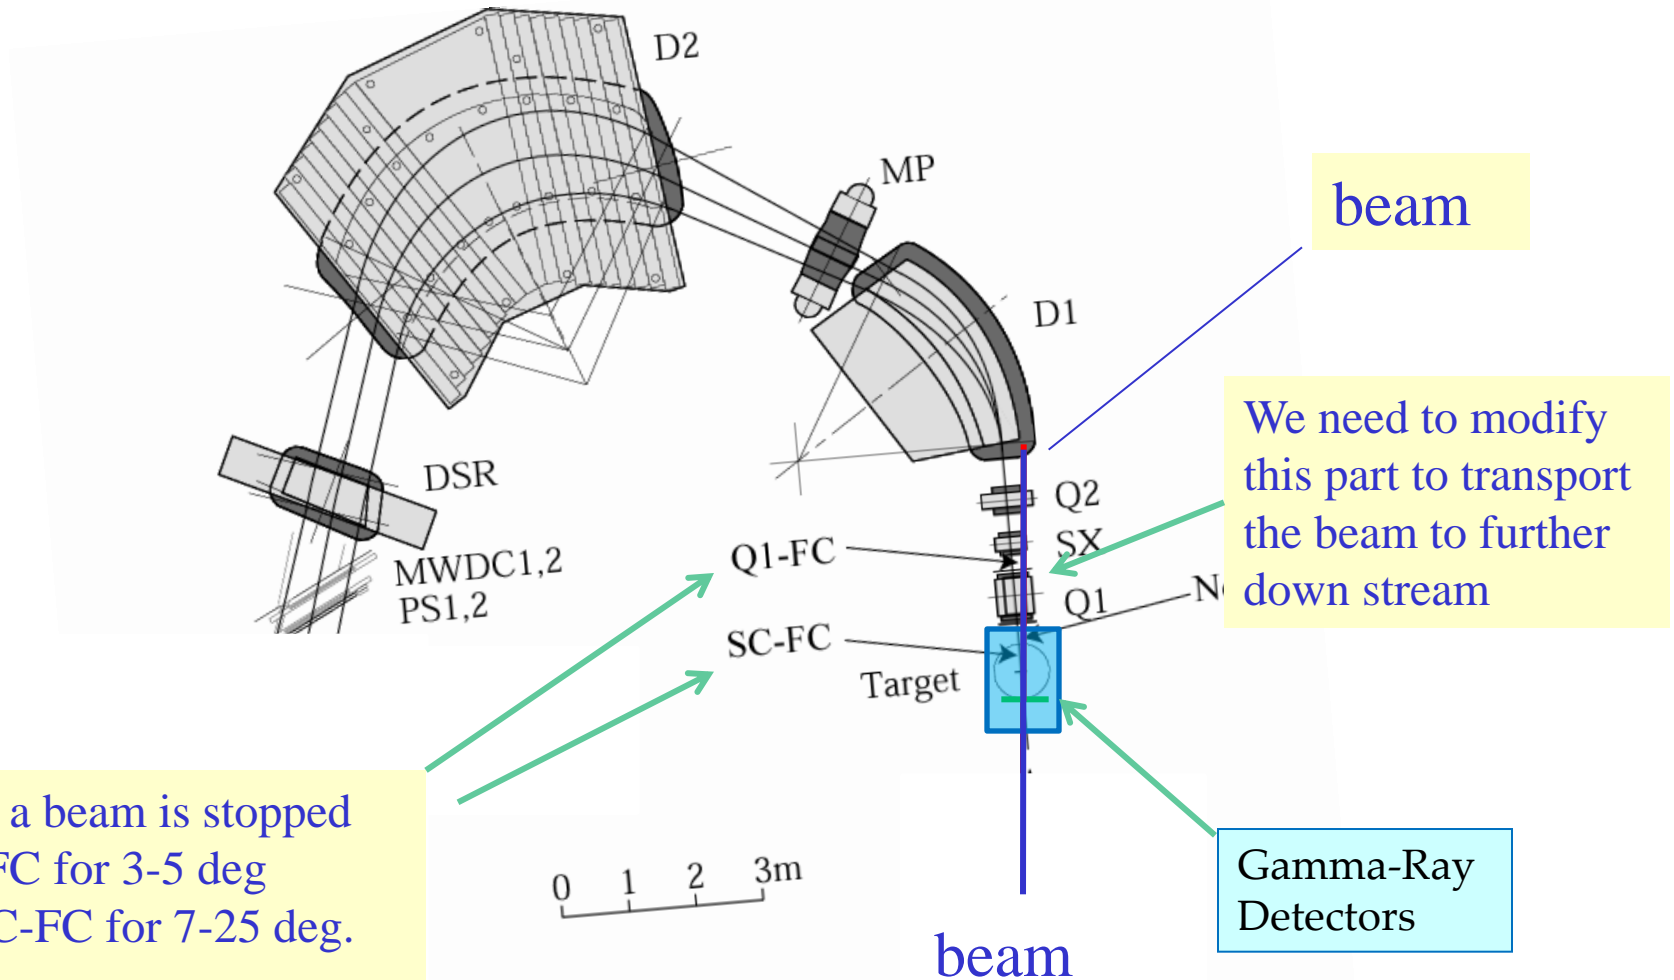 D2
MP
beam
D1
We need to modify
this part to transport
the beam to further
down stream
Q2
SX
Q1-FC
Q1
DSR
MWDC1,2
PS1,2
SC-FC
Target
a beam is stopped
FC for 3-5 deg
C-FC for 7-25 deg.
0 1 2 3m
Gamma-Ray
Detectors
beam